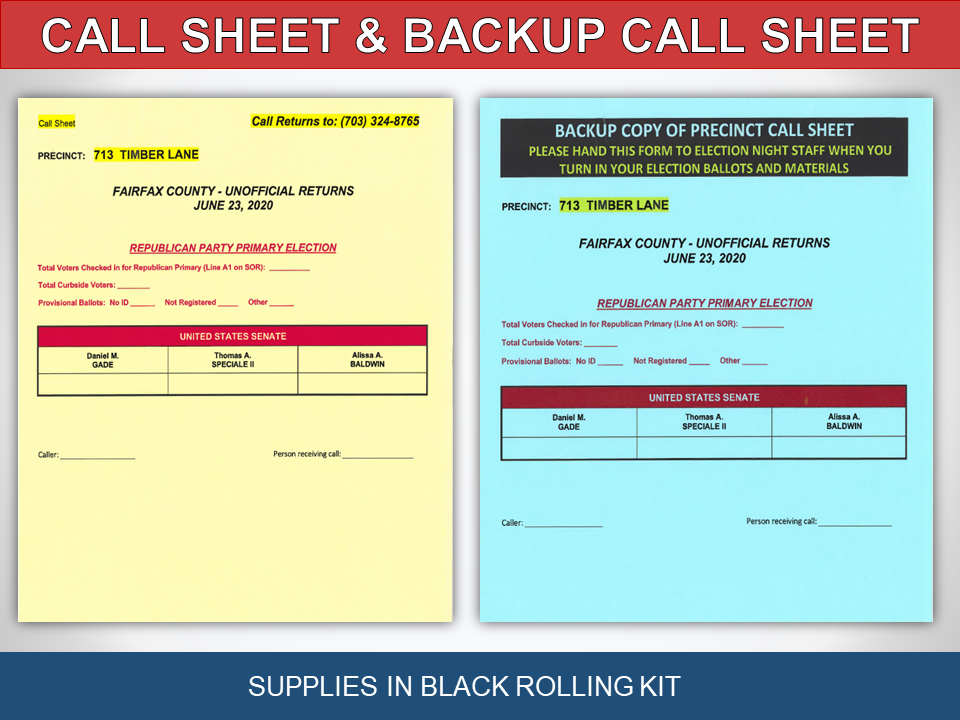 CALL SHEET & BACKUP CALL SHEET
Call Sheet
Call Returns to: (703) 324-8765
PRECINCT: 713 TIMBER LANE
FAIRFAX COUNTY - UNOFFICIAL RETURNS
JUNE 23, 2020
REPUBLICAN PARTY PRIMARY ELECTION
Total Voters Checked in for Republican Primary (Line A1 on SOR): __________
Total Curbside Voters: ________
Provisional Ballots: No ID ______ Not Registered _____ Other ______
UNITED STATES SENATE
Daniel M.
GADE
Thomas A.
SPECIALE II
Alissa A.
BALDWIN
Caller: ________________
Person receiving call: ________________
BACKUP COPY OF PRECINCT CALL SHEET
PLEASE HAND THIS FORM TO ELECTION NIGHT STAFF WHEN YOU
TURN IN YOUR ELECTION BALLOTS AND MATERIALS
PRECINCT: 713 TIMBER LANE
FAIRFAX COUNTY - UNOFFICIAL RETURNS
JUNE 23, 2020
REPUBLICAN PARTY PRIMARY ELECTION
Total Voters Checked in for Republican Primary (Line A1 on SOR): __________
Total Curbside Voters: ________
Provisional Ballots: No ID ______ Not Registered _____ Other ______
UNITED STATES SENATE
Daniel M.
GADE
Thomas A.
SPECIALE II
Alissa A.
BALDWIN
Caller: ________________
Person receiving call: ________________
SUPPLIES IN BLACK ROLLING KIT